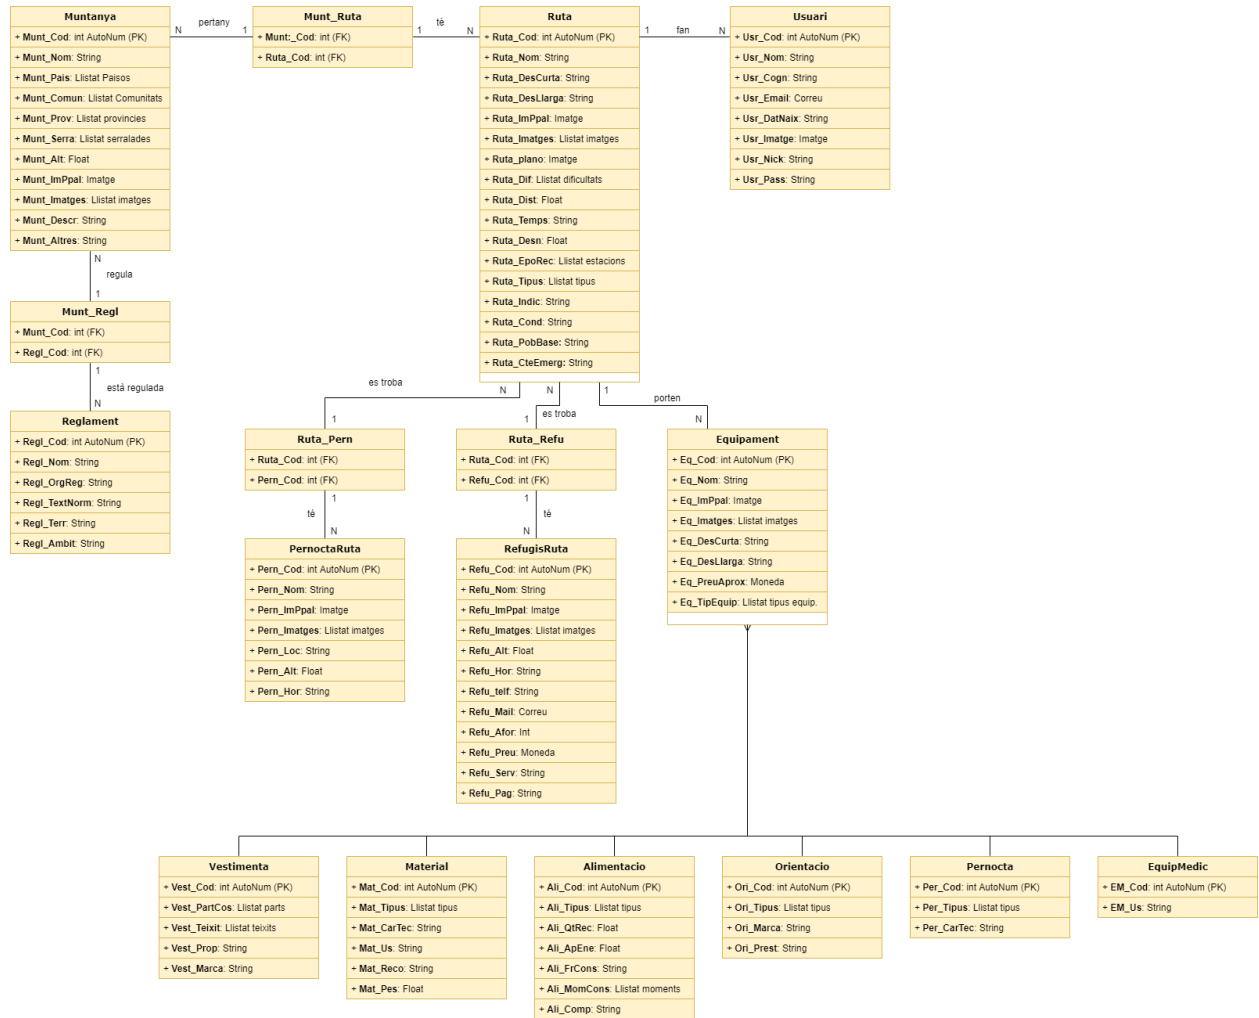 Muntanya
+ Munt_Cod: int AutoNum (PK)
+ Munt_Nom: String
+ Munt_Pais: Llistat Paisos
+ Munt_Comun: Llistat Comunitats
+ Munt_Prov: Llistat provincies
+ Munt_Serra: Llistat serralades
+ Munt_Alt: Float
+ Munt_ImPpal: Imatge
+ Munt_Imatges: Llistat imatges
+ Munt_Descr: String
+ Munt_Altres: String
N
pertany
1
Munt_Ruta
+ Munt:_Cod: int (FK)
+ Ruta_Cod: int (FK)
1
té
N
Ruta
+ Ruta_Cod: int AutoNum (PK)
+ Ruta_Nom: String
+ Ruta_DesCurta: String
+ Ruta_DesLlarga: String
+ Ruta_ImPpal: Imatge
+ Ruta_Imatges: Llistat imatges
+ Ruta_plano: Imatge
+ Ruta_Dif: Llistat dificultats
+ Ruta_Dist: Float
+ Ruta_Temps: String
+ Ruta_Desn: Float
+ Ruta_EpoRec: Llistat estacions
+ Ruta_Tipus: Llistat tipus
+ Ruta_Indic: String
+ Ruta_Cond: String
+ Ruta_PobBase: String
+ Ruta_CteEmerg: String
1
fan
N
Usuari
+ Usr_Cod: int AutoNum (PK)
+ Usr_Nom: String
+ Usr_Cogn: String
+ Usr_Email: Correu
+ Usr_DatNaix: String
+ Usr_Imatge: Imatge
+ Usr_Nick: String
+ Usr_Pass: String
N
regula
1
Munt_Regl
+ Munt_Cod: int (FK)
+ Regl_Cod: int (FK)
1
está regulada
N
Reglament
+ Regl_Cod: int AutoNum (PK)
+ Regl_Nom: String
+ Regl_OrgReg: String
+ Regl_TextNorm: String
+ Regl_Terr: String
+ Regl_Ambit: String
N
es troba
1
Ruta_Pern
+ Ruta_Cod: int (FK)
+ Pern_Cod: int (FK)
1
té
N
PernoctaRuta
+ Pern_Cod: int AutoNum (PK)
+ Pern_Nom: String
+ Pern_ImPpal: Imatge
+ Pern_Imatges: Llistat imatges
+ Pern_Loc: String
+ Pern_Alt: Float
+ Pern_Hor: String
N
es troba
1
Ruta_Refu
+ Ruta_Cod: int (FK)
+ Refu_Cod: int (FK)
1
té
N
RefugisRuta
+ Refu_Cod: int AutoNum (PK)
+ Refu_Nom: String
+ Refu_ImPpal: Imatge
+ Refu_Imatges: Llistat imatges
+ Refu_Alt: Float
+ Refu_Hor: String
+ Refu_telf: String
+ Refu_Mail: Correu
+ Refu_Afor: Int
+ Refu_Preu: Moneda
+ Refu_Serv: String
+ Refu_Pag: String
1
porten
N
Equipament
+ Eq_Cod: int AutoNum (PK)
+ Eq_Nom: String
+ Eq_ImPpal: Imatge
+ Eq_Imatges: Llistat imatges
+ Eq_DesCurta: String
+ Eq_DesLlarga: String
+ Eq_PreuAprox: Moneda
+ Eq_TipEquip: Llistat tipus equip.
Vestimenta
+ Vest_Cod: int AutoNum (PK)
+ Vest_PartCos: Llistat parts
+ Vest_Teixit: Llistat teixits
+ Vest_Prop: String
+ Vest_Marca: String
Material
+ Mat_Cod: int AutoNum (PK)
+ Mat_Tipus: Llistat tipus
+ Mat_CarTec: String
+ Mat_Us: String
+ Mat_Reco: String
+ Mat_Pes: Float
Alimentacio
+ Ali_Cod: int AutoNum (PK)
+ Ali_Tipus: Llistat tipus
+ Ali_QtRec: Float
+ Ali_ApEne: Float
+ Ali_FrCons: String
+ Ali_MomCons: Llistat moments
+ Ali_Comp: String
Orientacio
+ Ori_Cod: int AutoNum (PK)
+ Ori_Tipus: Llistat tipus
+ Ori_Marca: String
+ Ori_Prest: String
Pernocta
+ Per_Cod: int AutoNum (PK)
+ Per_Tipus: Llistat tipus
+ Per_CarTec: String
EquipMedic
+ EM_Cod: int AutoNum (PK)
+ EM_Us: String